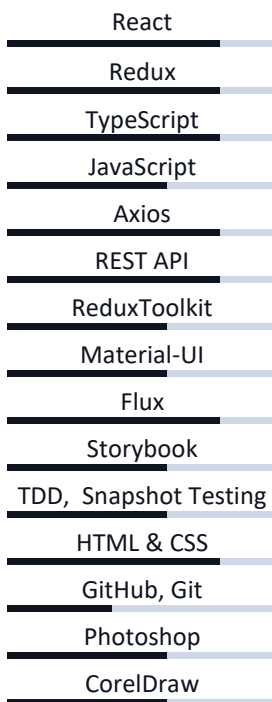 React
Redux
TypeScript
JavaScript
Axios
REST API
ReduxToolkit
Material-UI
Flux
Storybook
TDD, Snapshot Testing
HTML & CSS
GitHub, Git
Photoshop
CorelDraw